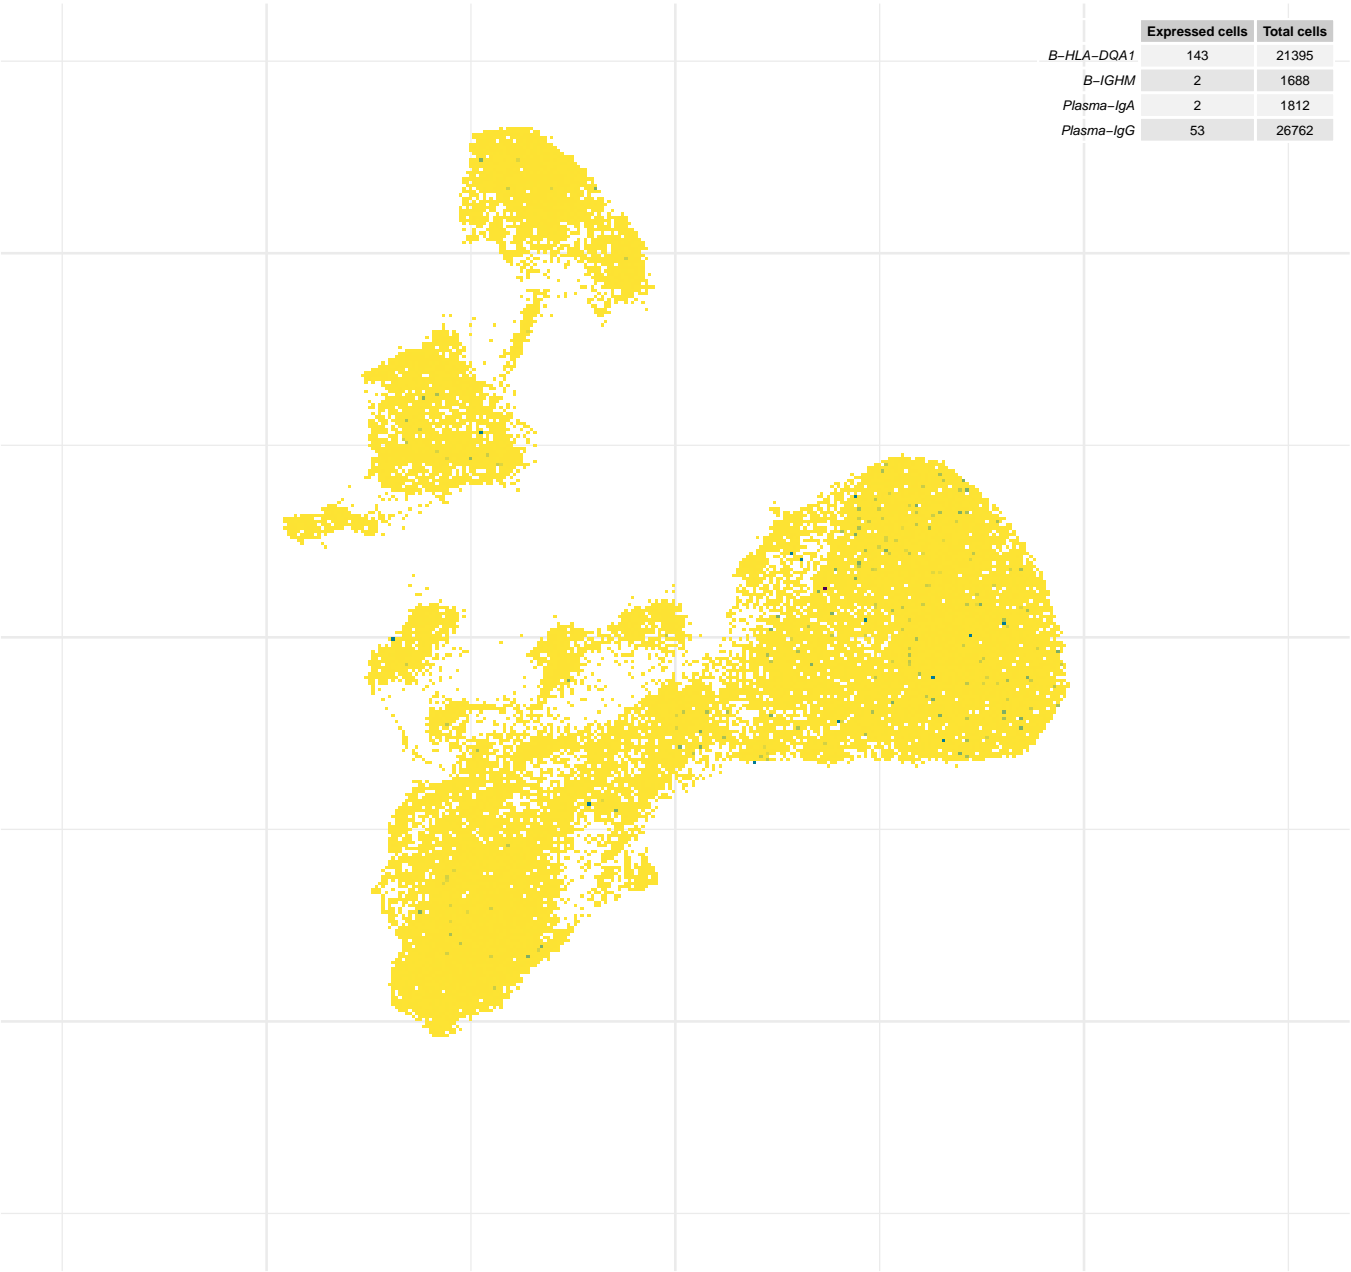 Expressed cells Total cells
B−HLA−DQA1 143 21395
B−IGHM 2 1688
Plasma−IgA 2 1812
Plasma−IgG 53 26762